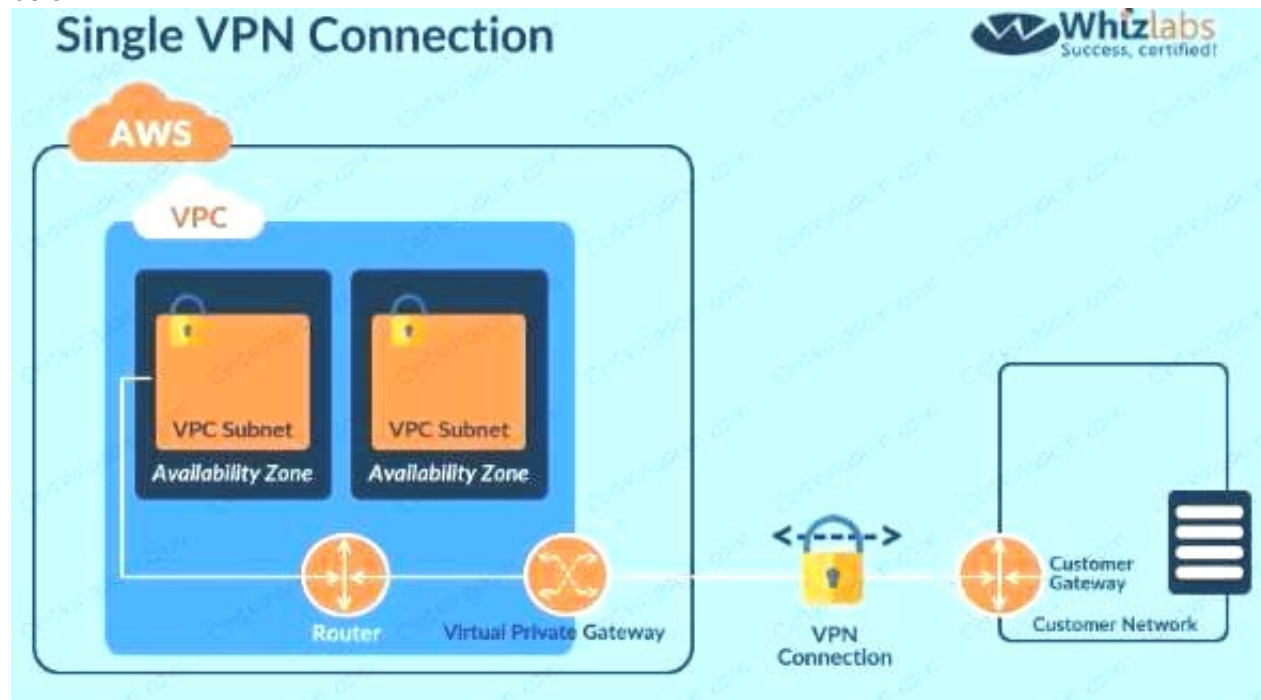 Single VPN Connection
Whizlabs
Success, certified!
AWS
VPC
VPC Subnet
VPC Subnet
Availability Zone
Availability Zone
Router
Virtual Private Gateway
VPN
Connection
Customer
Gateway
Customer Network